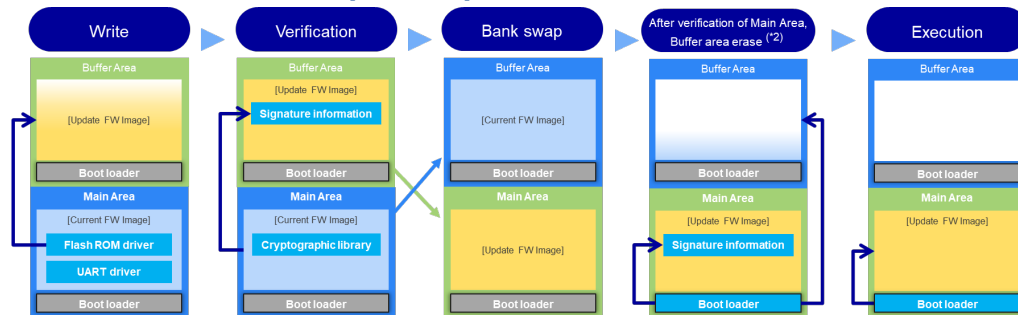 Write
Buffer Area
[Update FW Image]
Boot loader
Main Area
[Current FW Image]
Flash ROM driver
UART driver
Boot loader
Verification
Buffer Area
[Update FW Image]
Signature information
Boot loader
Main Area
[Current FW Image]
Cryptographic library
Boot loader
Bank swap
Buffer Area
[Current FW Image]
Boot loader
Main Area
[Update FW Image]
Boot loader
After verification of Main Area,
Buffer area erase (*2)
Buffer Area
Boot loader
Main Area
[Update FW Image]
Signature information
Boot loader
Execution
Buffer Area
Boot loader
Main Area
[Update FW Image]
Boot loader